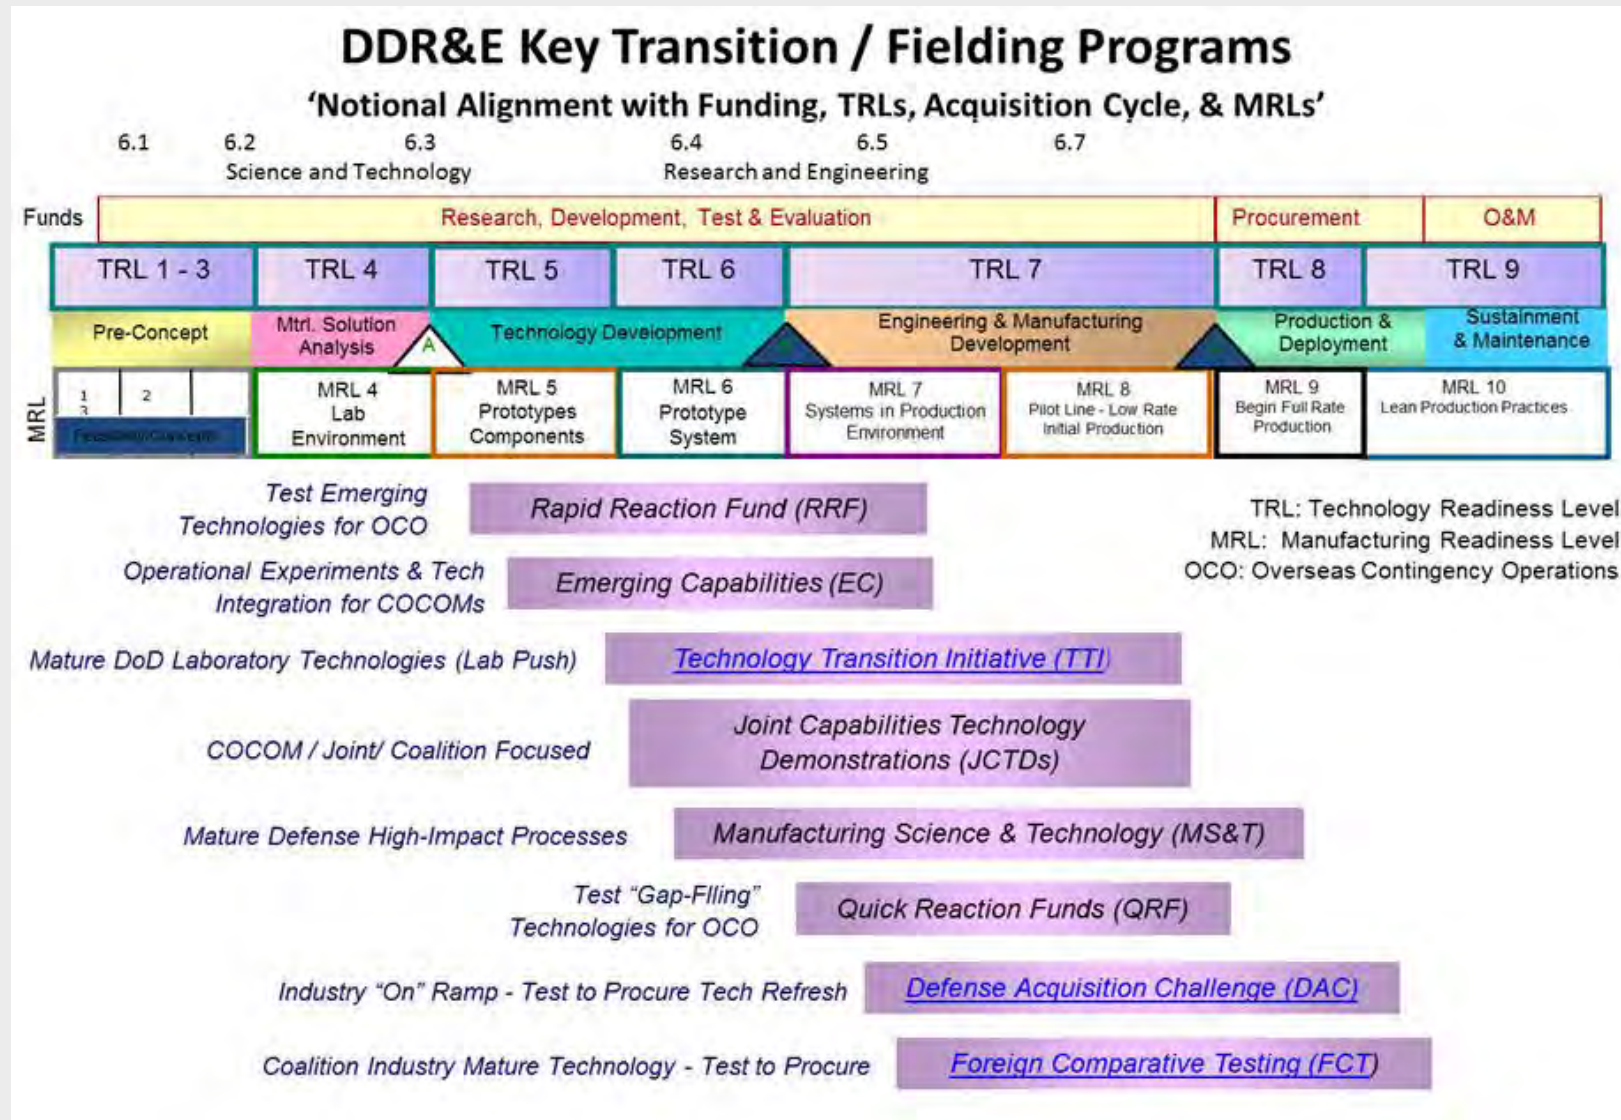 DDR&E Key Transition / Fielding Programs
‘Notional Alignment with Funding, TRLs, Acquisition Cycle, & MRLs’
6.1 6.2 6.3 6.4 6.5 6.7
Science and Technology Research and Engineering
Funds Research, Development, Test & Evaluation Procurement O&M
TRL 1 - 3 TRL 4 TRL 5 TRL 6 TRL 7 TRL 8 TRL 9
Pre-Concept
Mtrl. Solution
Analysis
A
Technology Development
Engineering & Manufacturing
Development
Production &
Deployment
Sustainment
& Maintenance
MRL
1 2
3
MRL 4
Lab
Environment
MRL 5
Prototypes
Components
MRL 6
Prototype
System
MRL 7
Systems in Production
Environment
MRL 8
Pilot Line - Low Rate
Initial Production
MRL 9
Begin Full Rate
Production
MRL 10
Lean Production Practices
Test Emerging
Technologies for OCO
Rapid Reaction Fund (RRF)
TRL: Technology Readiness Level
MRL: Manufacturing Readiness Level
OCO: Overseas Contingency Operations
Operational Experiments & Tech
Integration for COCOMs
Emerging Capabilities (EC)
Mature DoD Laboratory Technologies (Lab Push)
Technology Transition Initiative (TTI)
COCOM / Joint/ Coalition Focused
Joint Capabilities Technology
Demonstrations (JCTDs)
Mature Defense High-Impact Processes
Manufacturing Science & Technology (MS&T)
Test “Gap-Flling”
Technologies for OCO
Quick Reaction Funds (QRF)
Industry “On” Ramp - Test to Procure Tech Refresh
Defense Acquisition Challenge (DAC)
Coalition Industry Mature Technology - Test to Procure
Foreign Comparative Testing (FCT)